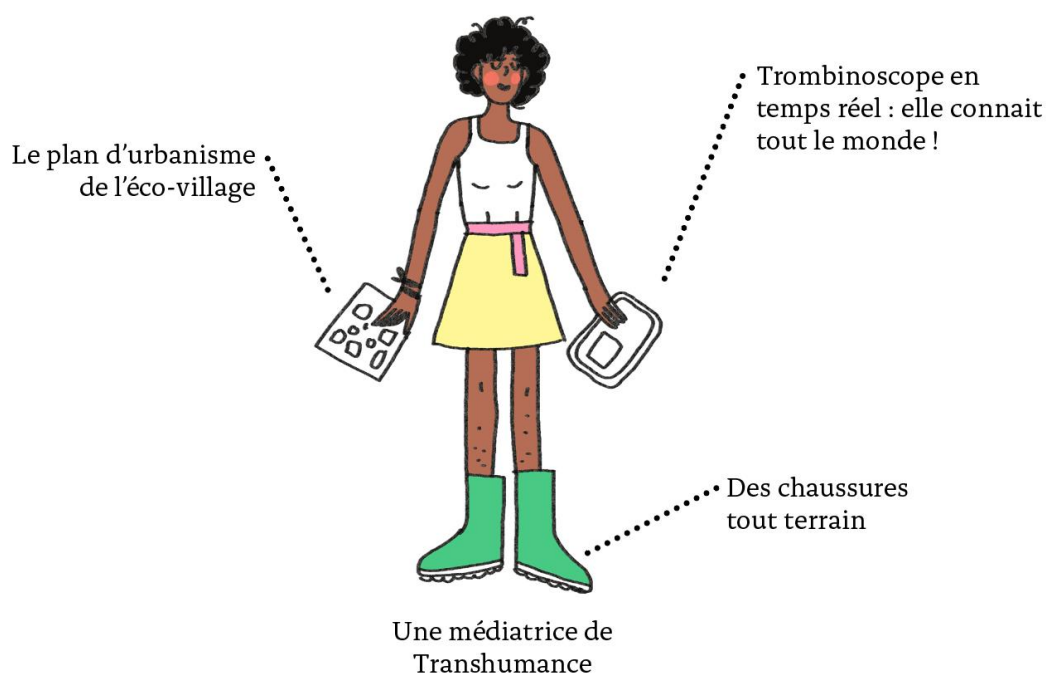 Trombinoscope en
temps réel : elle connait
tout le monde !
Le plan d’urbanisme
de l’éco-village
Des chaussures
tout terrain
Une médiatrice de
Transhumance